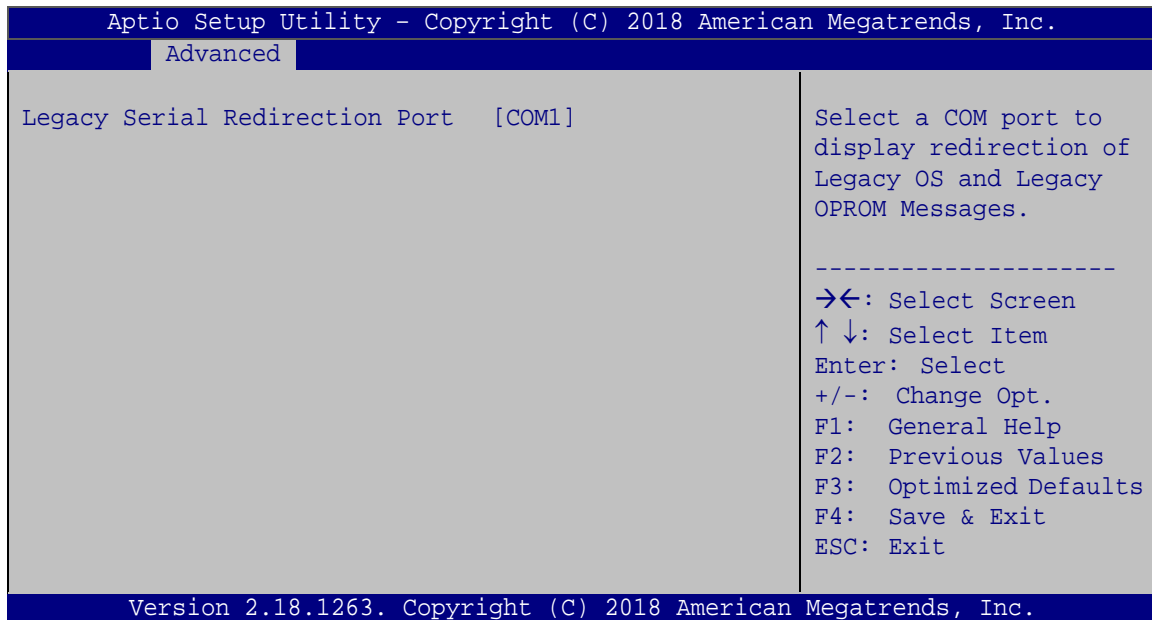 Aptio Setup Utility – Copyright (C) 2018 American Megatrends, Inc.
Advanced
Legacy Serial Redirection Port [COM1]
Select a COM port to
display redirection of
Legacy OS and Legacy
OPROM Messages.
---------------------
→←: Select Screen
↑ ↓: Select Item
Enter: Select
+/-: Change Opt.
F1: General Help
F2: Previous Values
F3: Optimized Defaults
F4: Save & Exit
ESC: Exit
Version 2.18.1263. Copyright (C) 2018 American Megatrends, Inc.